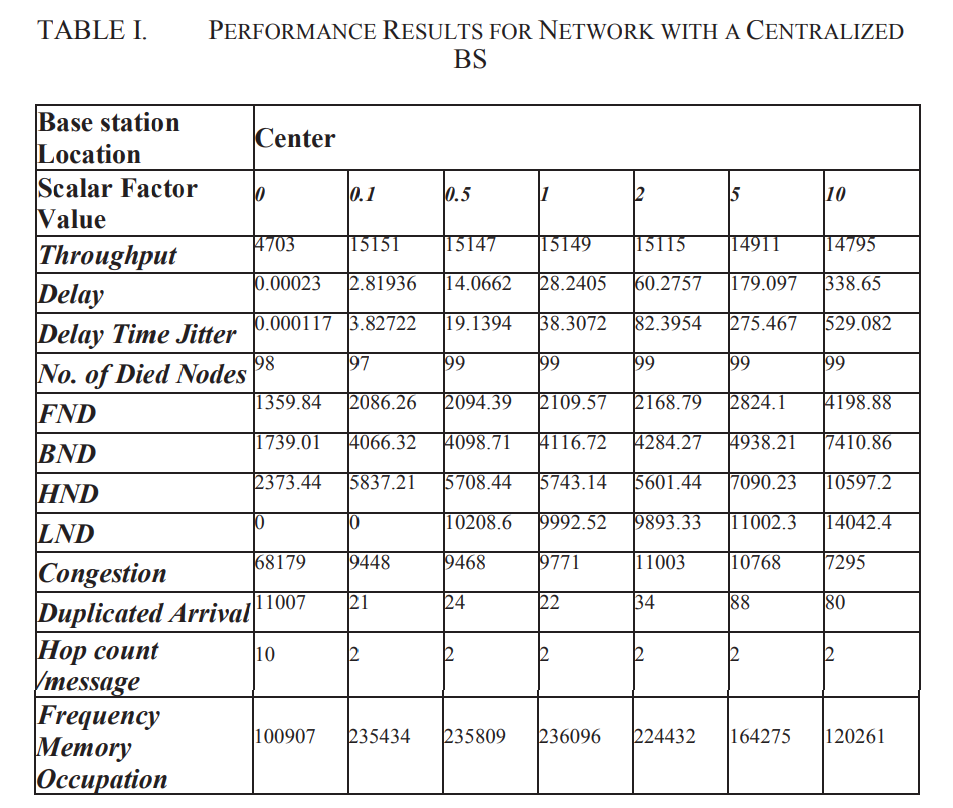 TABLE I. PERFORMANCE RESULTS FOR NETWORK WITH A CENTRALIZED
BS
Base station
Location
Center
Scalar Factor
Value
0 0.1 0.5 1 2 5 10
Throughput 4703 15151 15147 15149 15115 14911 14795
Delay 0.00023 2.81936 14.0662 28.2405 60.2757 179.097 338.65
Delay Time Jitter 0.000117 3.82722 19.1394 38.3072 82.3954 275.467 529.082
No. of Died Nodes 98 97 99 99 99 99 99
FND 1359.84 2086.26 2094.39 2109.57 2168.79 2824.1 4198.88
BND 1739.01 4066.32 4098.71 4116.72 4284.27 4938.21 7410.86
HND 2373.44 5837.21 5708.44 5743.14 5601.44 7090.23 10597.2
LND 0 0 10208.6 9992.52 9893.33 11002.3 14042.4
Congestion 68179 9448 9468 9771 11003 10768 7295
Duplicated Arrival 11007 21 24 22 34 88 80
Hop count
/message
10 2 2 2 2 2 2
Frequency
Memory
Occupation
100907 235434 235809 236096 224432 164275 120261